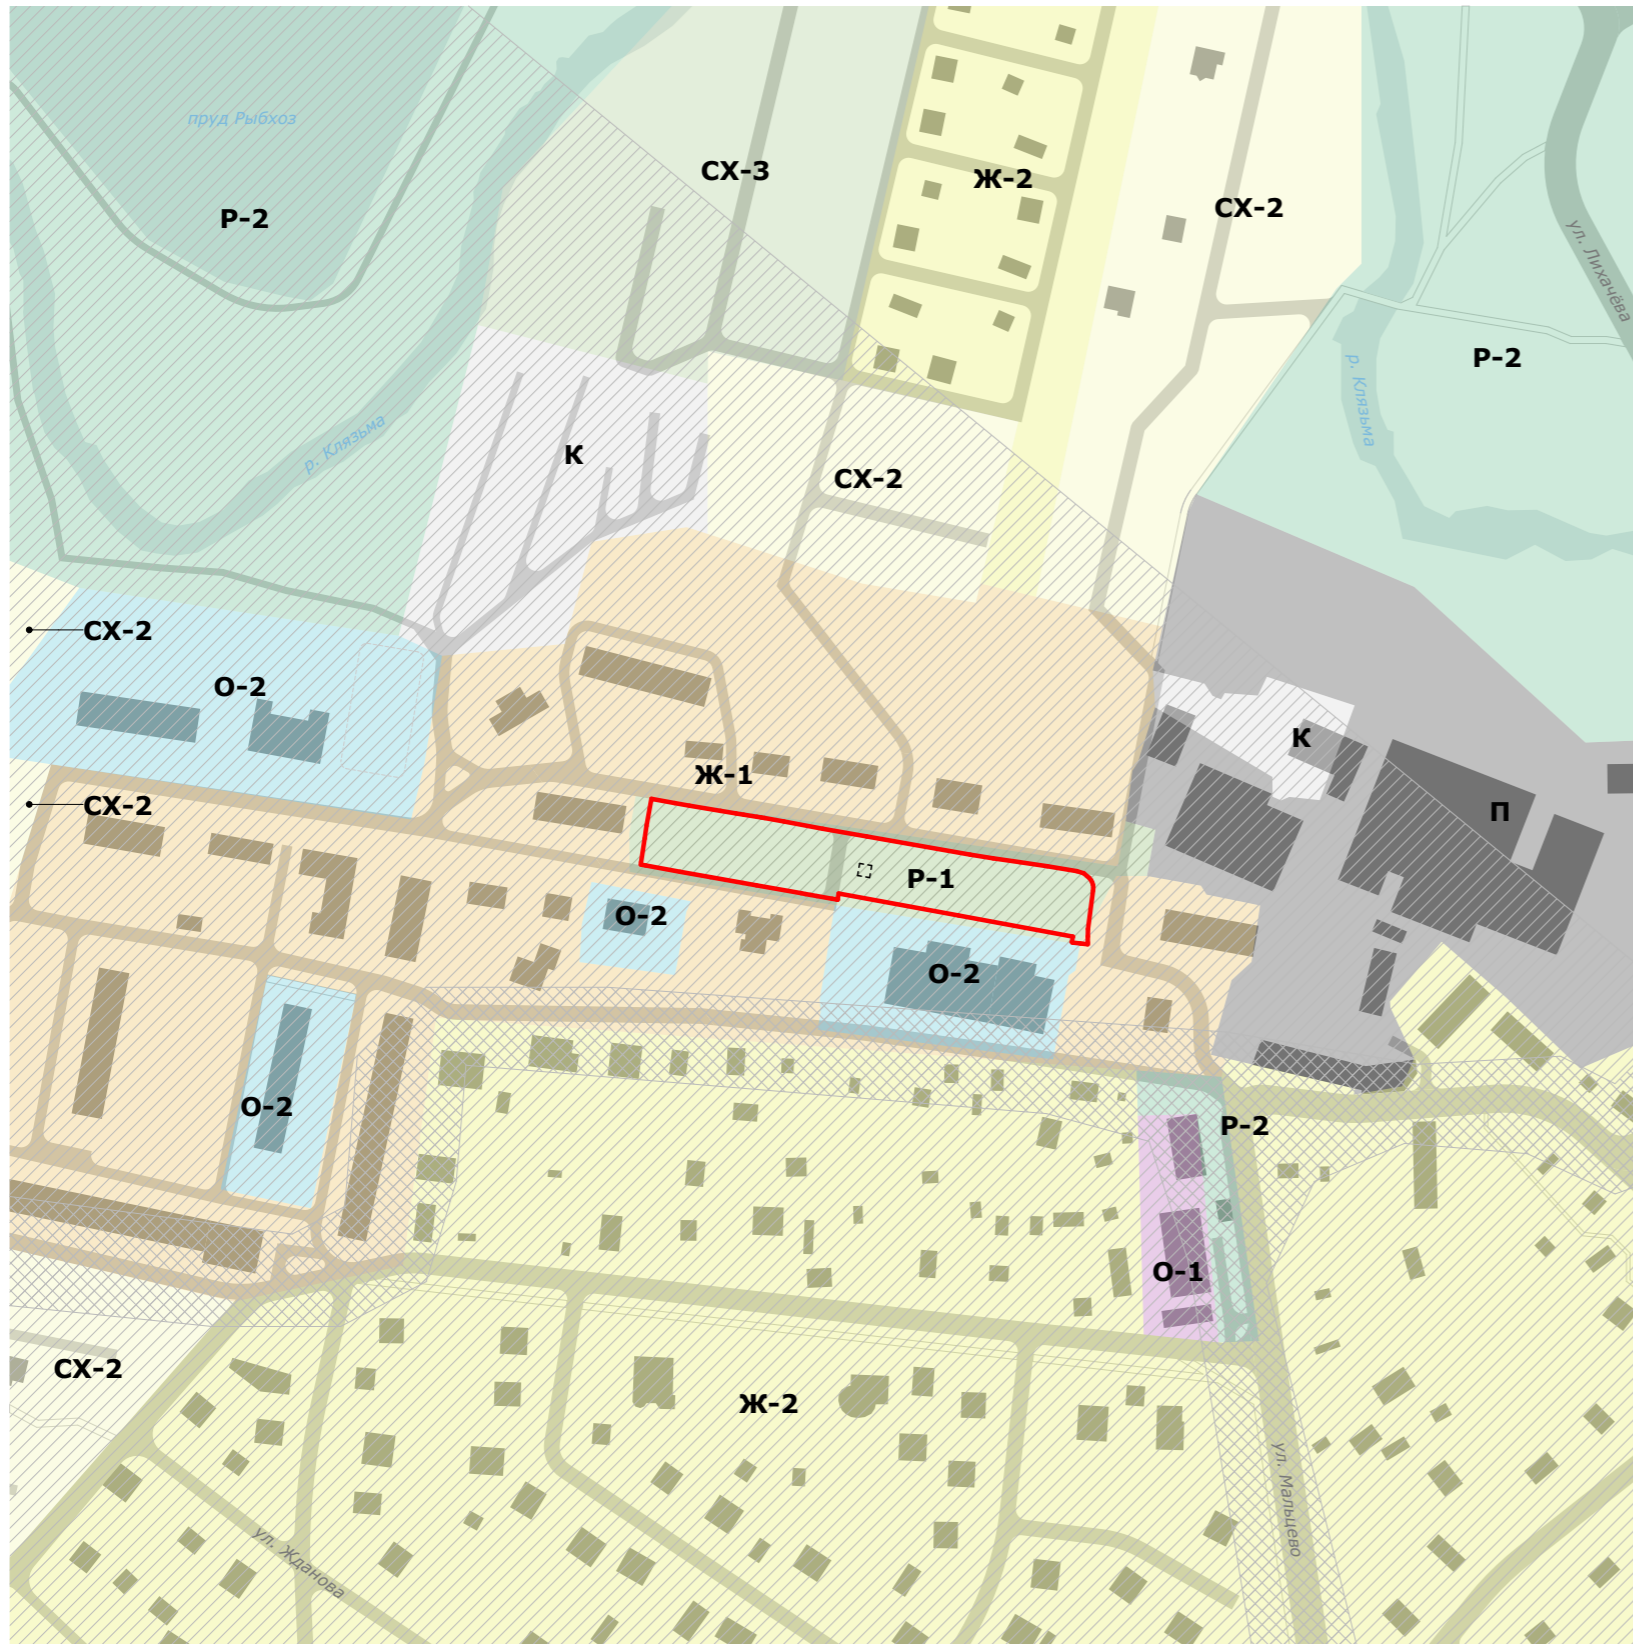 пруд Рыбхоз
СХ-3
Ж-2
СХ-2
Р-2
ул. Лихачёва
Р-2
р. Клязьма
р. Клязьма
К
СХ-2
СХ-2
О-2
К
Ж-1
СХ-2
П
Р-1
О-2
О-2
О-2
Р-2
О-1
СХ-2
Ж-2
ул. Мальцево
ул. Жданова